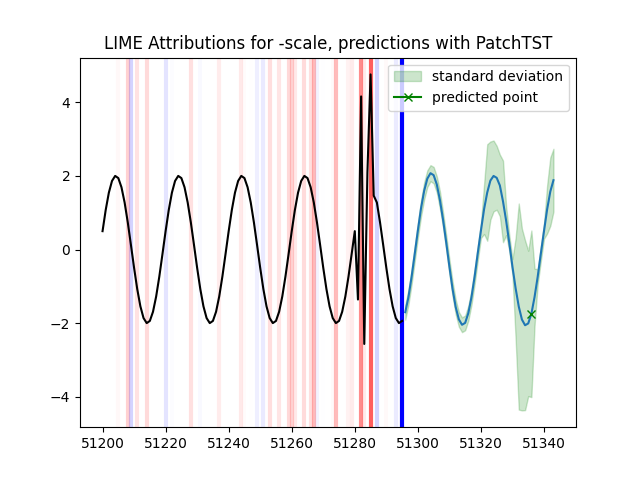 LIME Attributions for -scale, predictions with PatchTST
standard deviation
predicted point
4
2
0
−2
−4
51200 51220 51240 51260 51280 51300 51320 51340